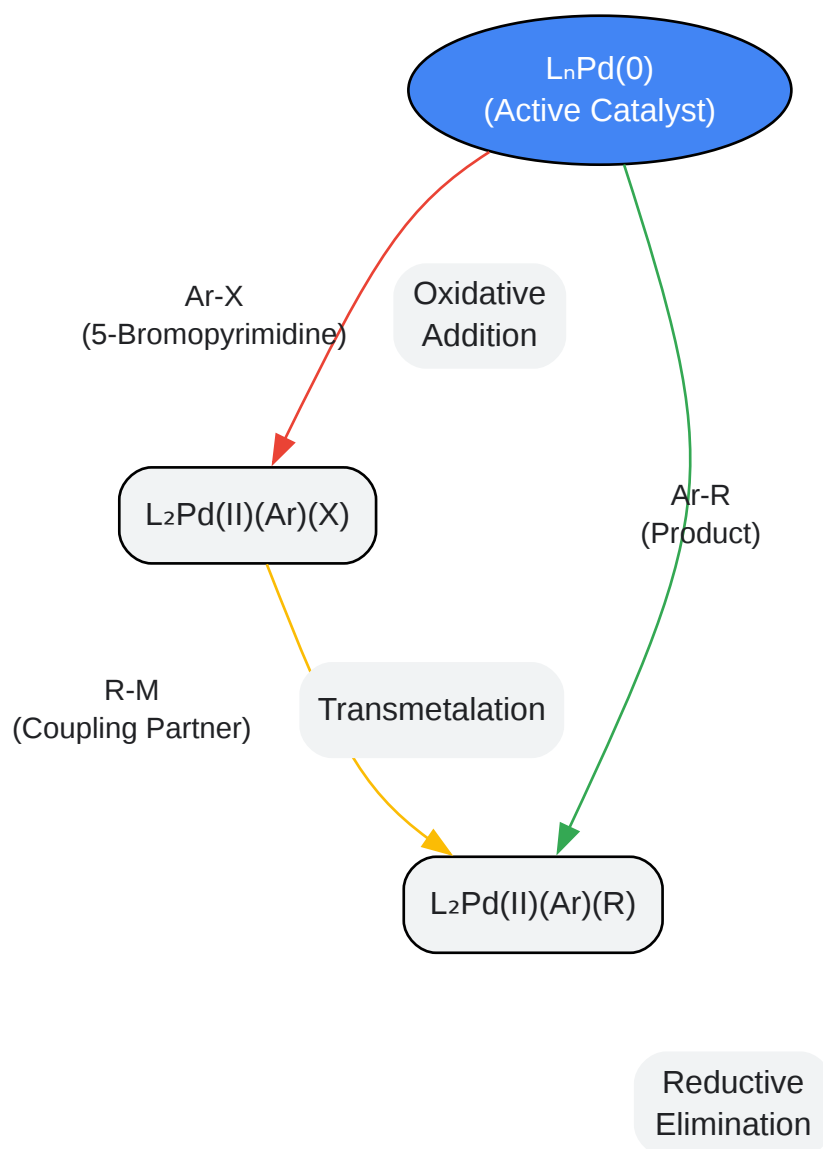 LₙPd(0)
(Active Catalyst)
Ar-X
(5-Bromopyrimidine)
Oxidative
Addition
Ar-R
(Product)
L₂Pd(II)(Ar)(X)
R-M
(Coupling Partner)
Transmetalation
L₂Pd(II)(Ar)(R)
Reductive
Elimination